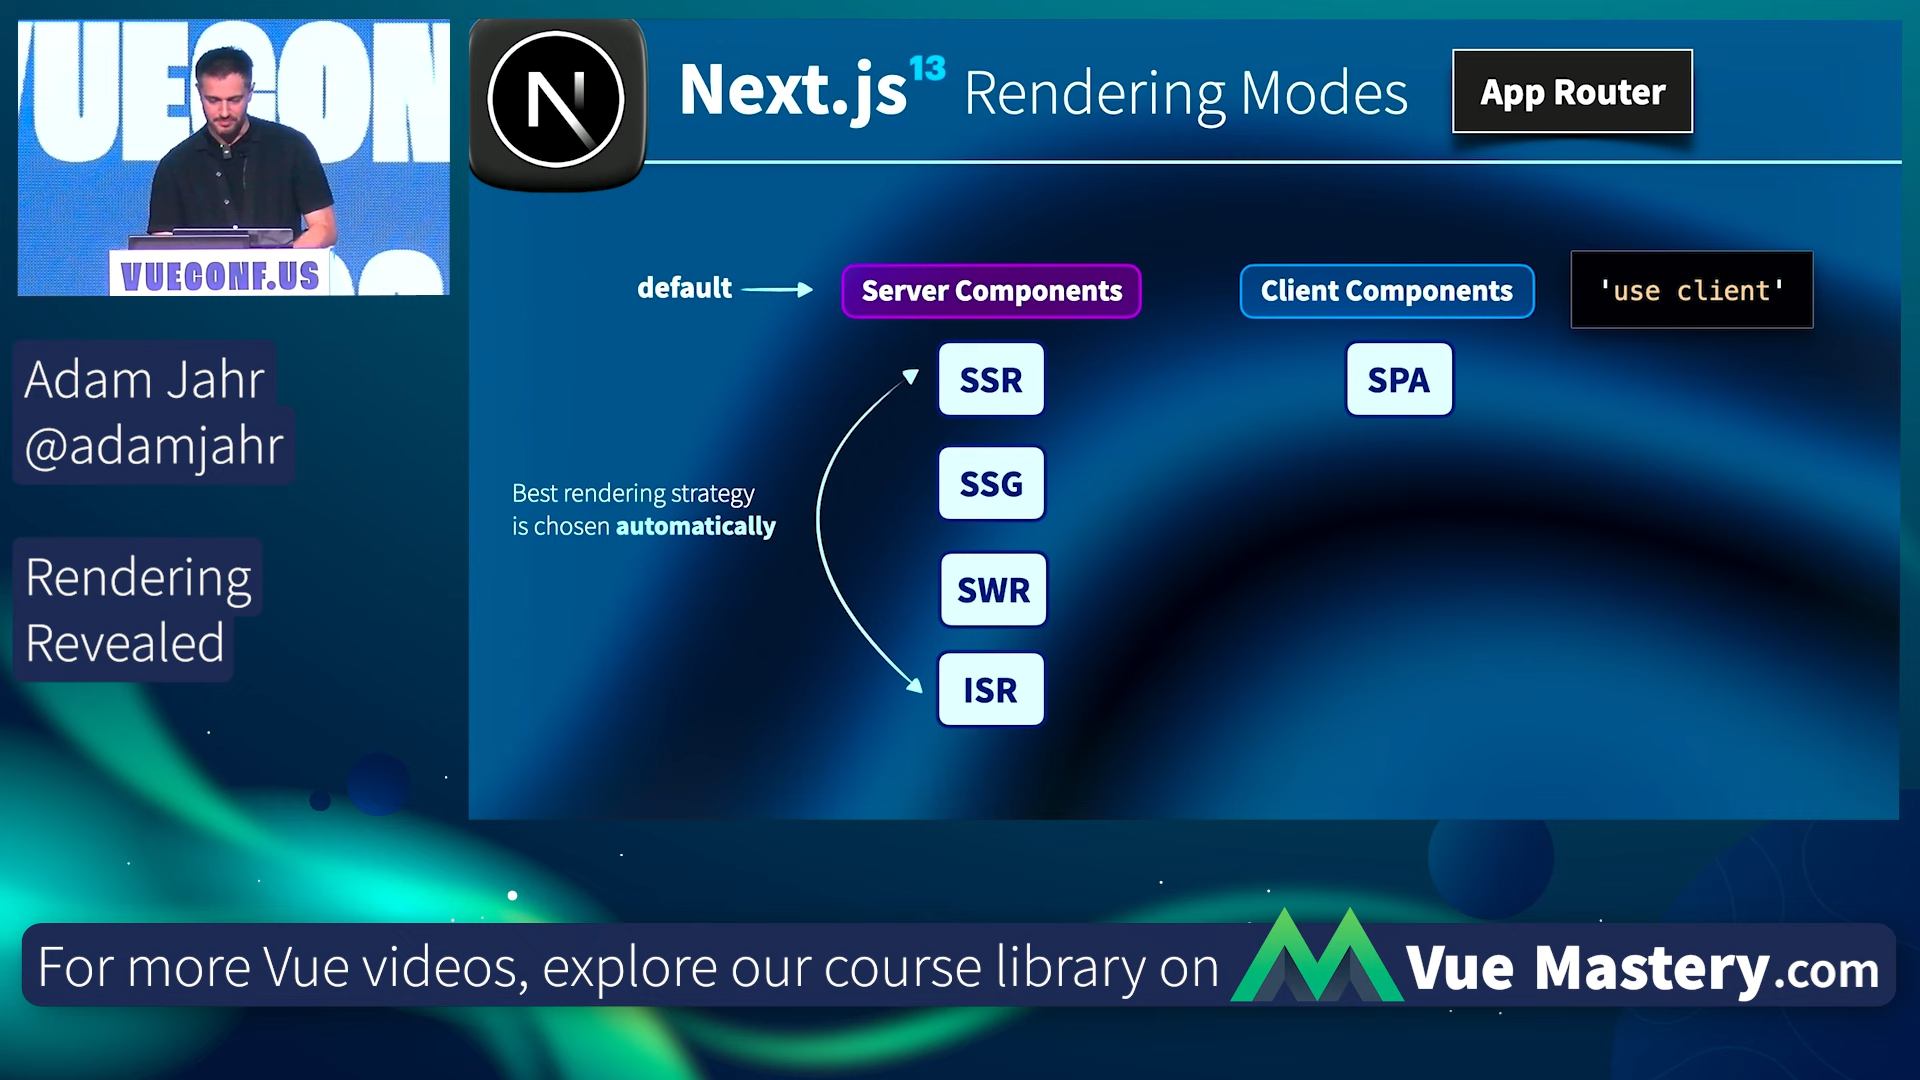 VUECON
VUECONF.US
Adam Jahr
@adamjahr
Rendering
Revealed
N
Next.js13 Rendering Modes
App Router
default
Server Components
Client Components
'use client'
SSR
SPA
SSG
Best rendering strategy
is chosen automatically
SWR
ISR
For more Vue videos, explore our course library on Vue Mastery.com